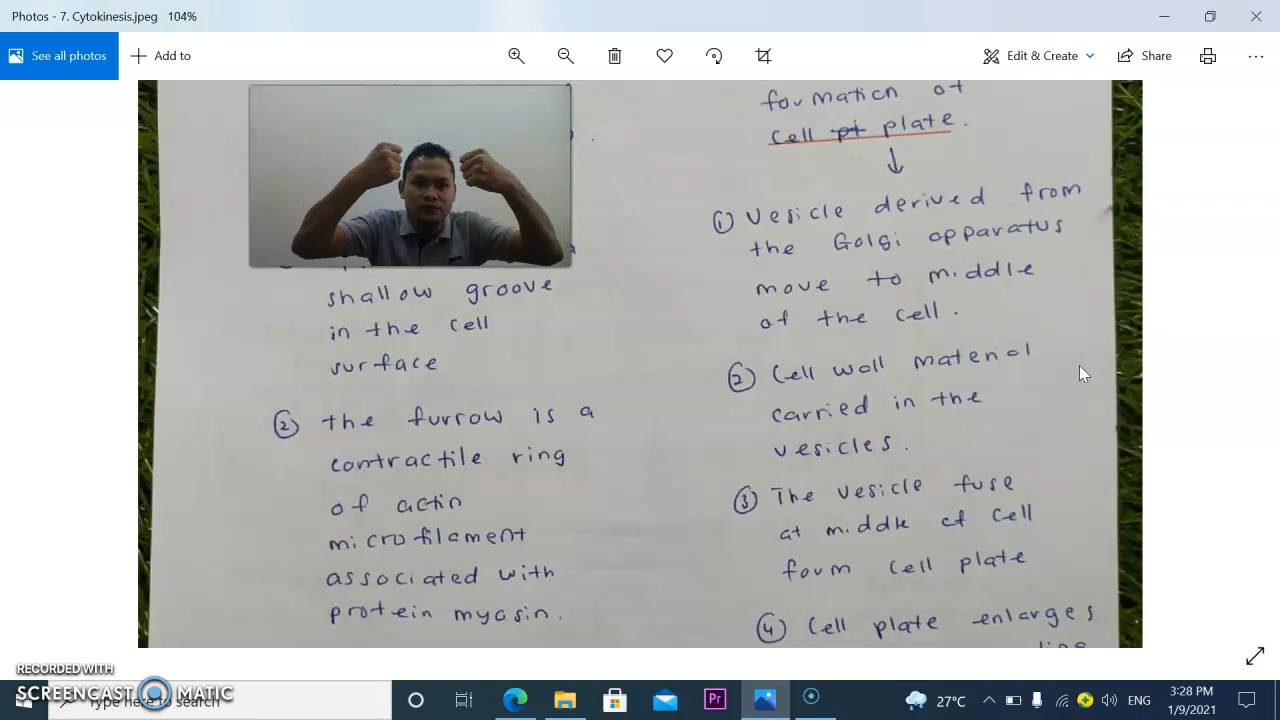 Photos - 7. Cytokinesis.jpeg 104%
See all photos
Add to
Edit & Create
Share
shallow groove
in the cell
surface
② the furrow is a
contractile ring
of actin
microfilament
associated with
protein myosin.
formation of
cell pt plate.
① Vesicle derived from
the Golgi apparatus
move to middle
of the cell.
② Cell wall material
carried in the
vesicles.
③ The vesicle fuse
at middle of cell
form cell plate
④ Cell plate enlarges
RECORDED WITH
SCREENCAST MATIC
Type here to search
Pr
27°C
ENG
3:28 PM
1/9/2021